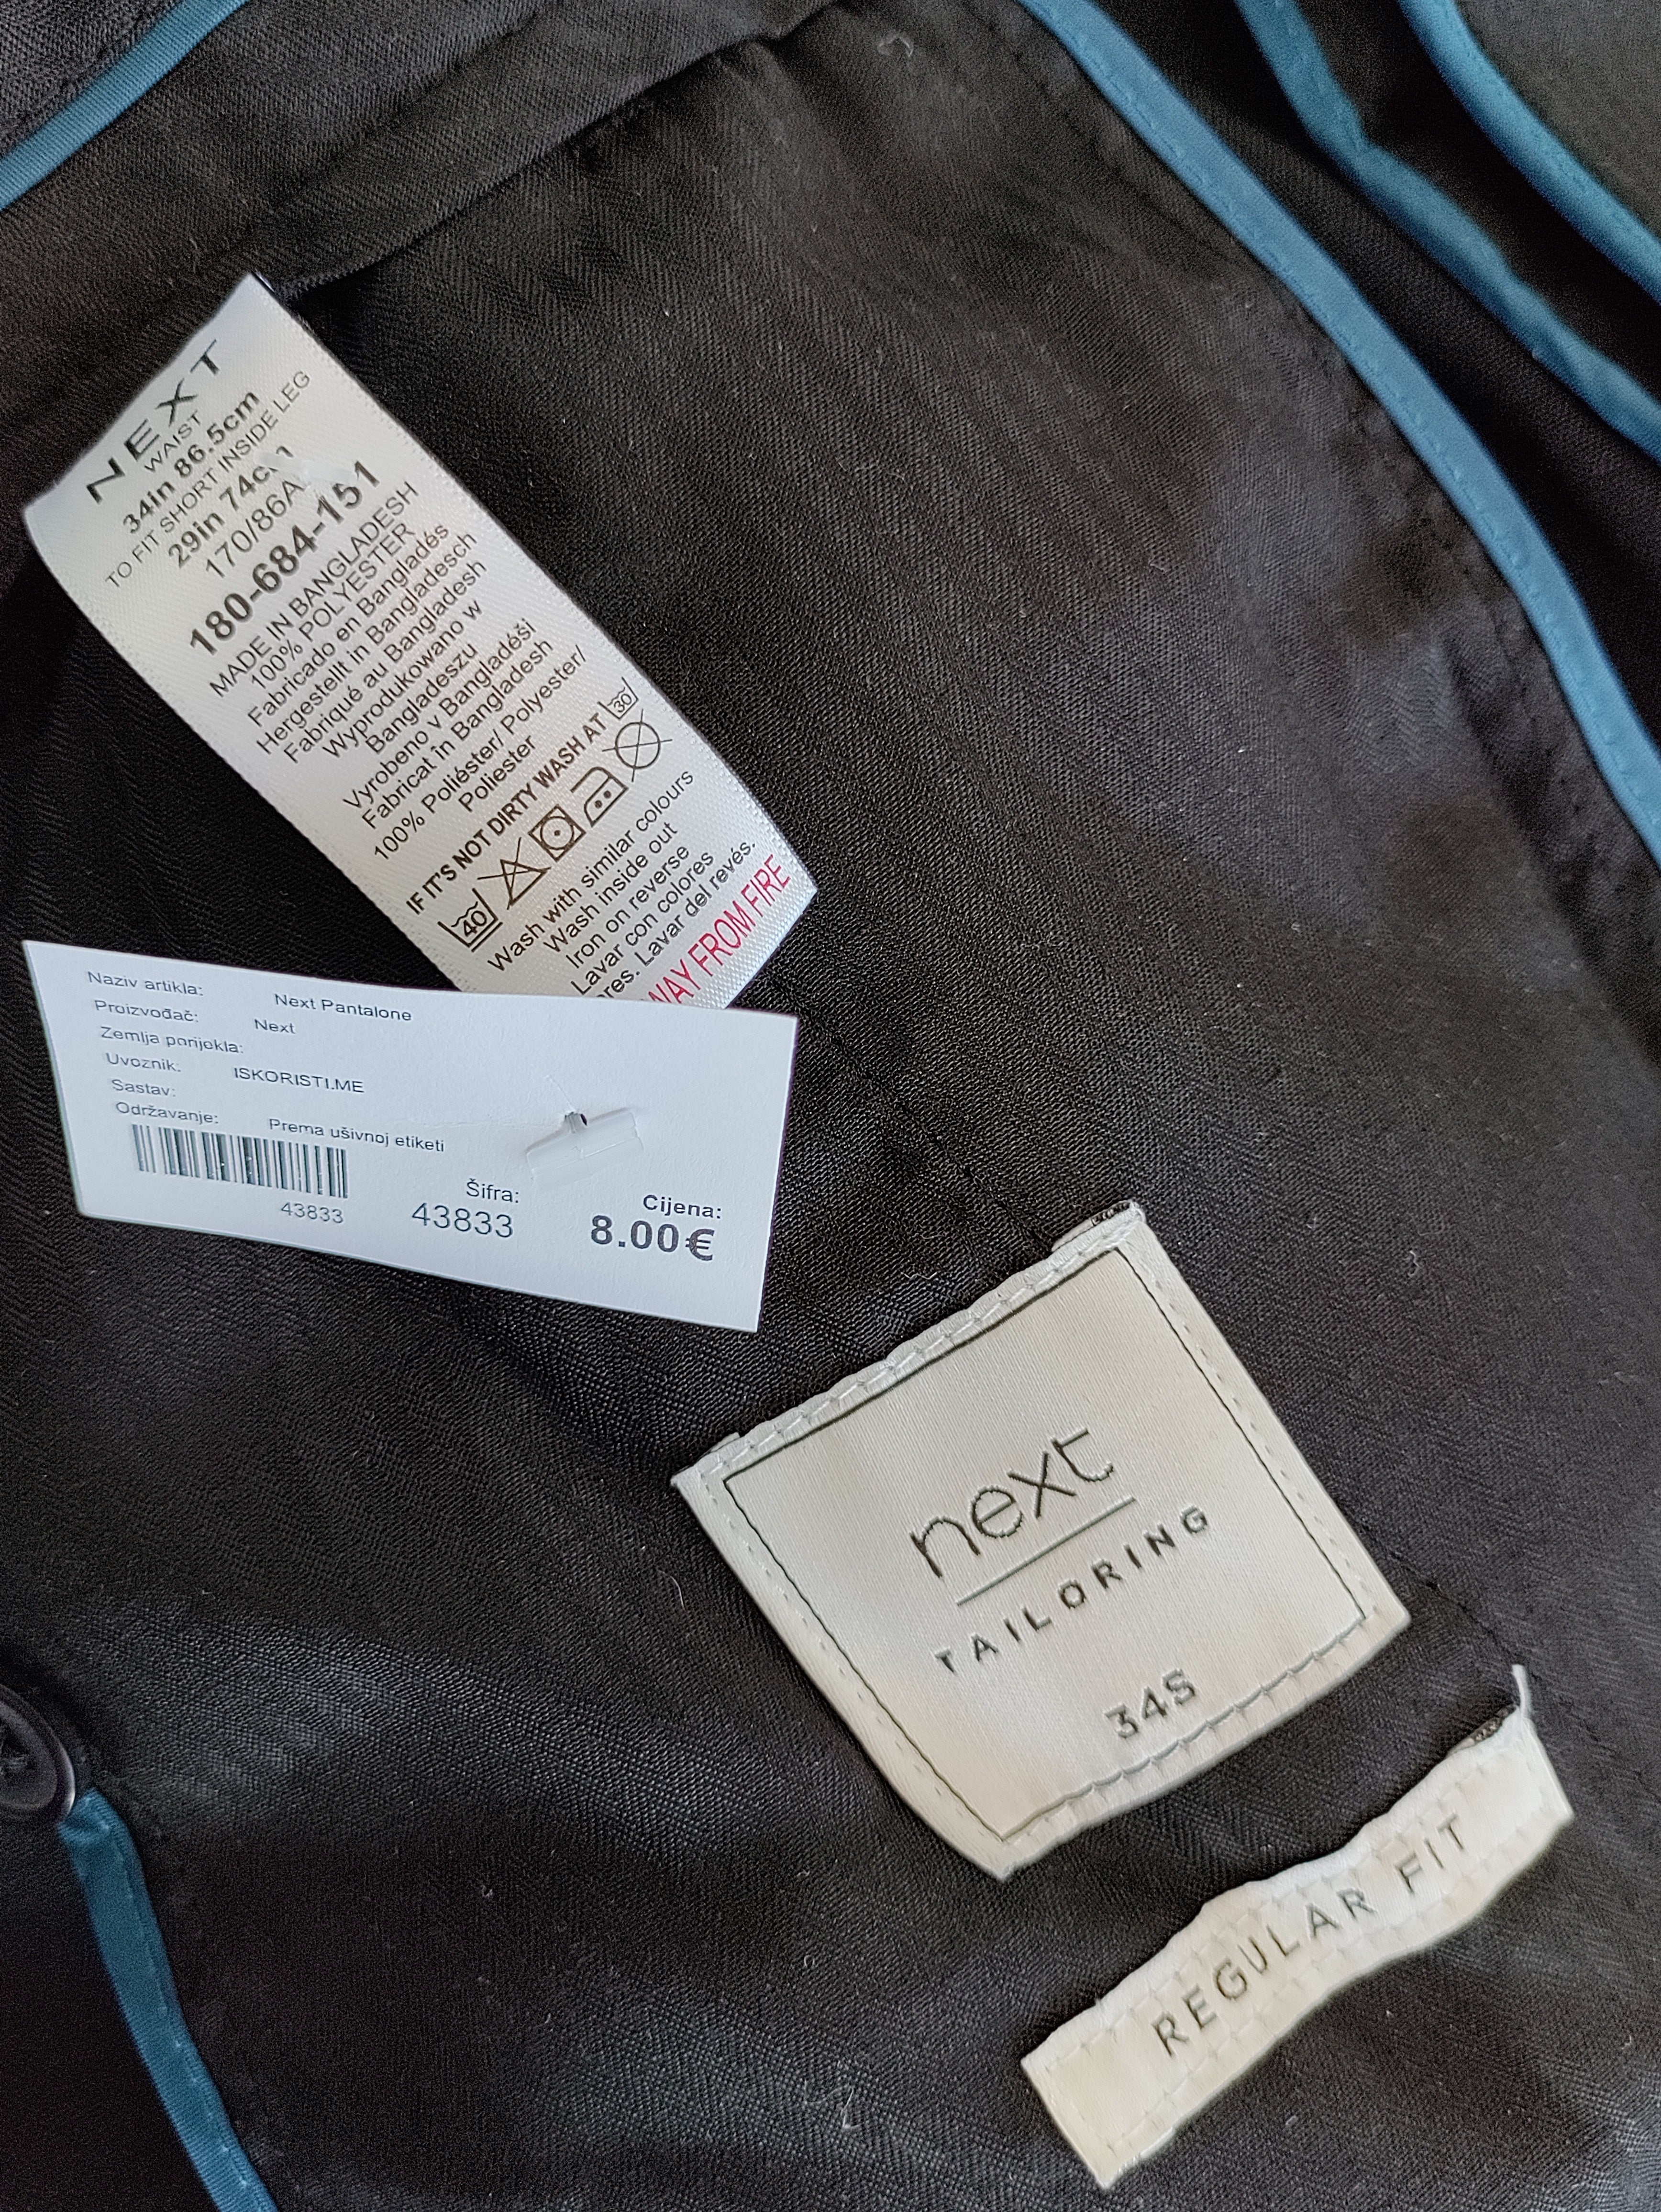 NEXT
WAIST
34in 86.5cm
TO FIT SHORT INSIDE LEG
29in 74cm
170/86A
180-684-151
MADE IN BANGLADESH
100% POLYESTER
Fabricado en Bangladés
Hergestellt in Bangladesch
Fabriqué au Bangladesh
Wyprodukowano w
Bangladeszu
Vyrobeno v Bangladéši
Fabricat în Bangladesh
100% Poliéster/ Polyester/
Poliester
IF IT'S NOT DIRTY WASH AT 30
40
Wash with similar colours
Wash inside out
Iron on reverse
Lavar con colores
res. Lavar del revés.
WAY FROM FIRE
Naziv artikla: Next Pantalone
Proizvođač: Next
Zemlja porijekla:
Uvoznik: ISKORISTI.ME
Sastav:
Održavanje: Prema ušivnoj etiketi
43833
Šifra:
43833
Cijena:
8.00€
next
TAILORING
34S
REGULAR FIT